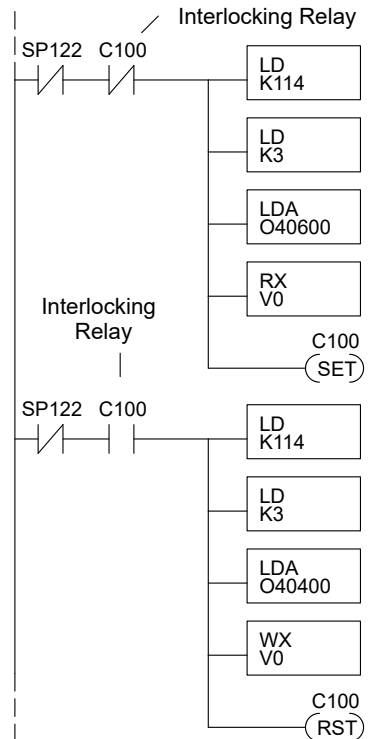 Interlocking Relay
SP122 C100
LD
K114
LD
K3
LDA
O40600
RX
V0
C100
SET
Interlocking
Relay
SP122 C100
LD
K114
LD
K3
LDA
O40400
WX
V0
C100
RST